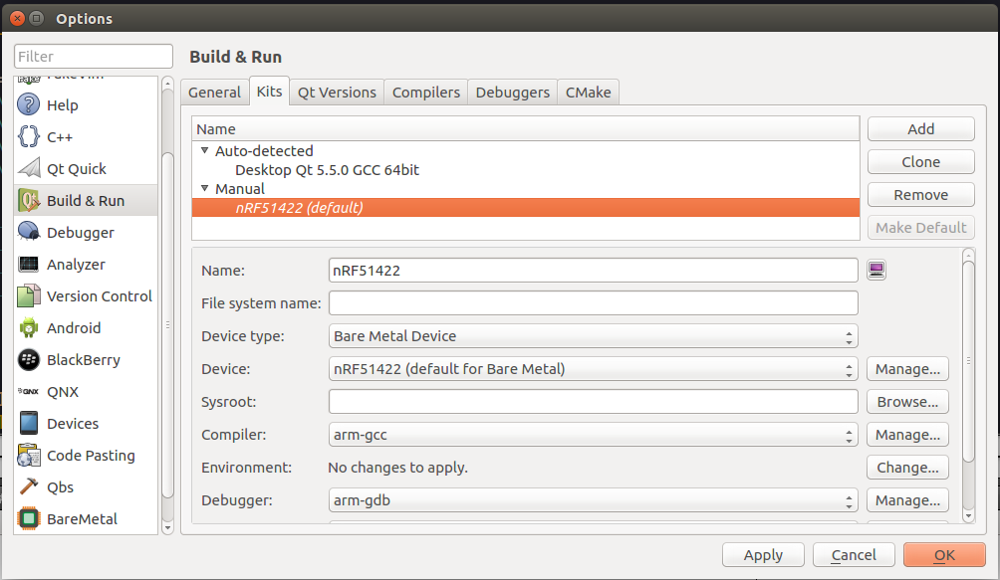 Options
Filter
Build & Run
FakeVim
Help
C++
Qt Quick
Build & Run
Debugger
Analyzer
Version Control
Android
BlackBerry
QNX
QNX
Devices
Code Pasting
Qbs
BareMetal
General Kits Qt Versions Compilers Debuggers CMake
Name
Auto-detected
Desktop Qt 5.5.0 GCC 64bit
Manual
nRF51422 (default)
Add
Clone
Remove
Make Default
Name: nRF51422
File system name:
Device type: Bare Metal Device
Device: nRF51422 (default for Bare Metal) Manage...
Sysroot: Browse...
Compiler: arm-gcc Manage...
Environment: No changes to apply. Change...
Debugger: arm-gdb Manage...
Apply Cancel OK